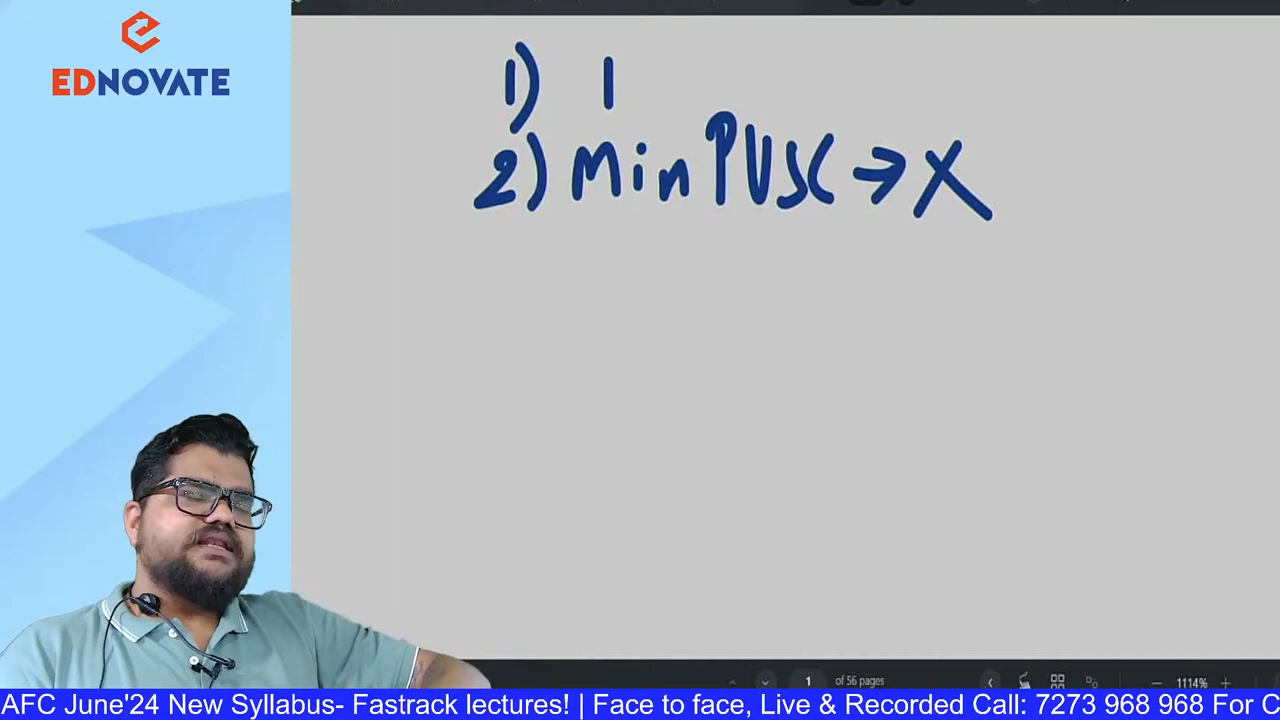 EDNOVATE
1) 1
2) Min PUSC → X
1 of 56 pages
1114%
AFC June'24 New Syllabus- Fastrack lectures! | Face to face, Live & Recorded Call: 7273 968 968 For C